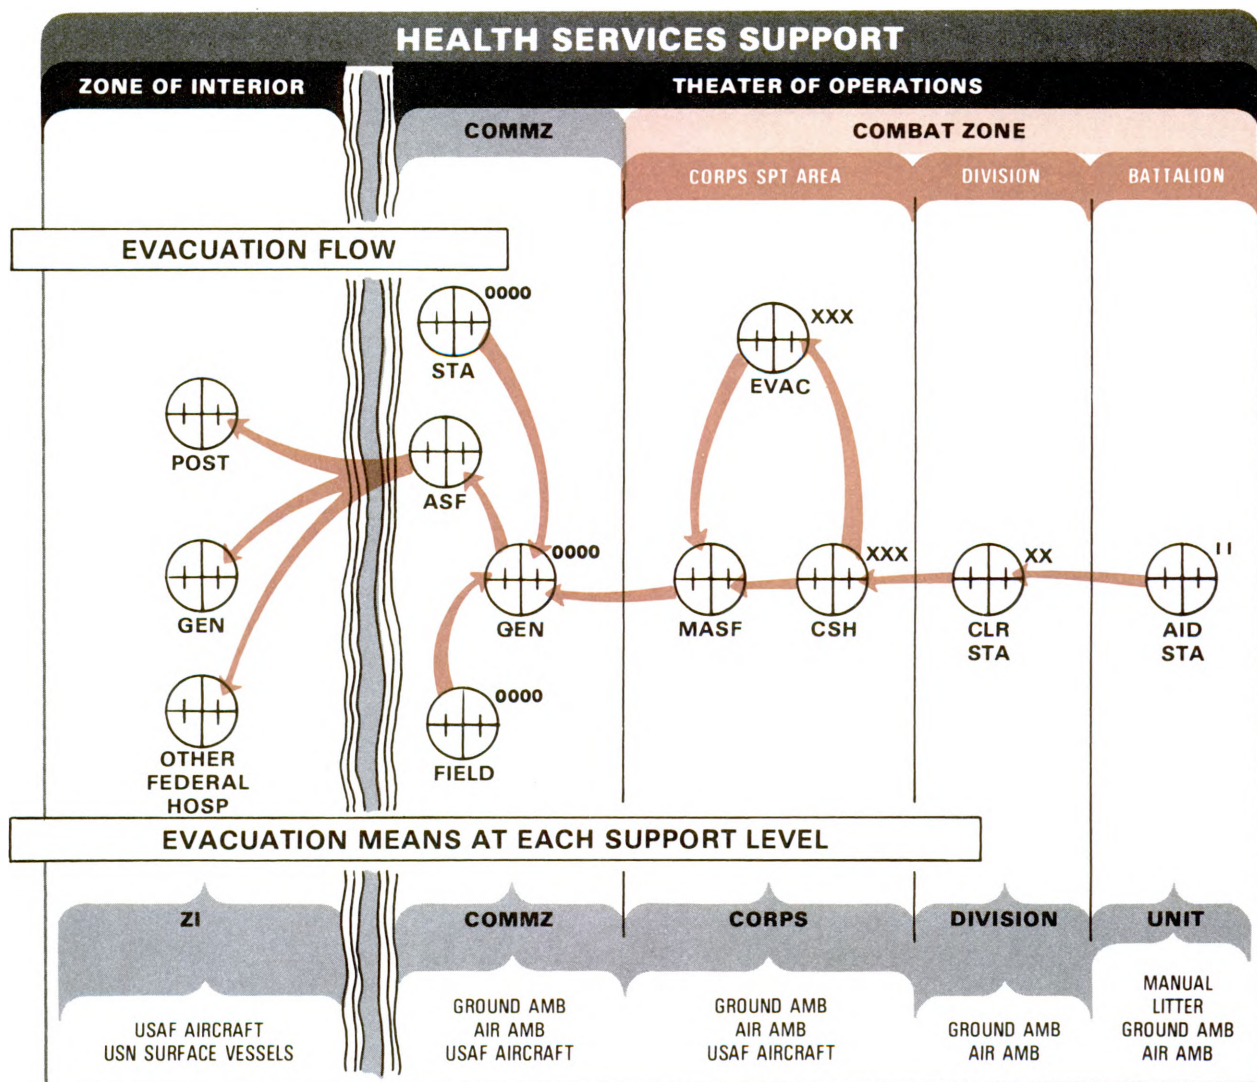 HEALTH SERVICES SUPPORT
ZONE OF INTERIOR
THEATER OF OPERATIONS
COMMZ
COMBAT ZONE
CORPS SPT AREA
DIVISION
BATTALION
EVACUATION FLOW
0000
STA
XXX
EVAC
POST
ASF
GEN
0000
GEN
MASF
XXX
CSH
XX
CLR
STA
II
AID
STA
0000
FIELD
OTHER
FEDERAL
HOSP
EVACUATION MEANS AT EACH SUPPORT LEVEL
ZI
USAF AIRCRAFT
USN SURFACE VESSELS
COMMZ
GROUND AMB
AIR AMB
USAF AIRCRAFT
CORPS
GROUND AMB
AIR AMB
USAF AIRCRAFT
DIVISION
GROUND AMB
AIR AMB
UNIT
MANUAL
LITTER
GROUND AMB
AIR AMB